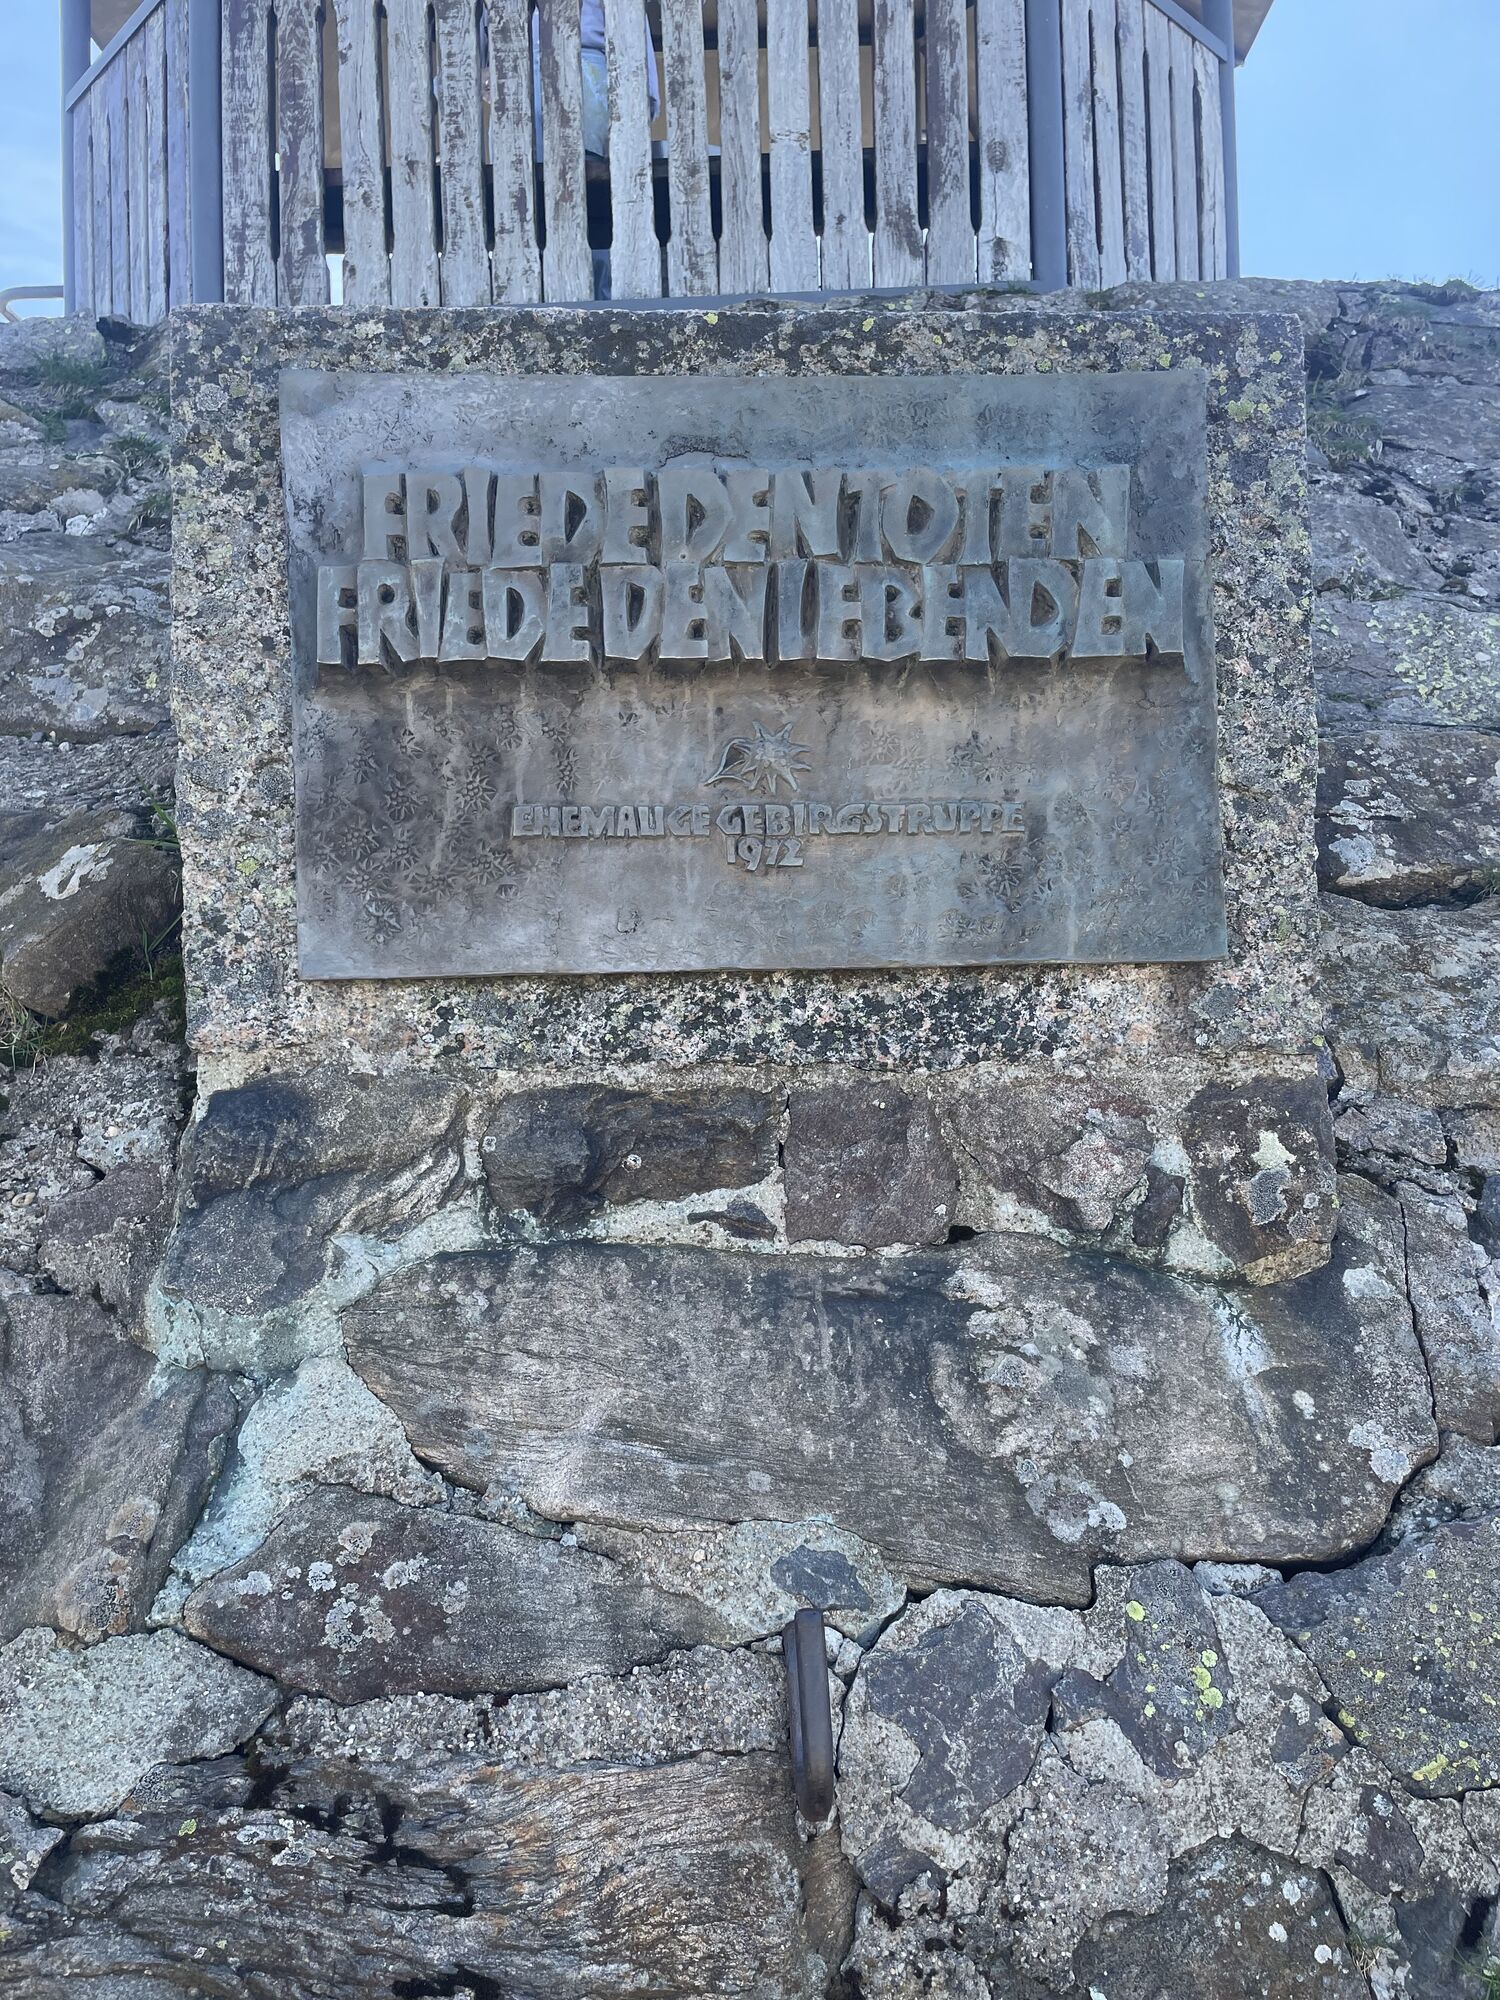 FRIEDE DEN TOTEN
FRIEDE DEN LEBENDEN
EHEMALIGE GEBIRGSTRUPPE
1972